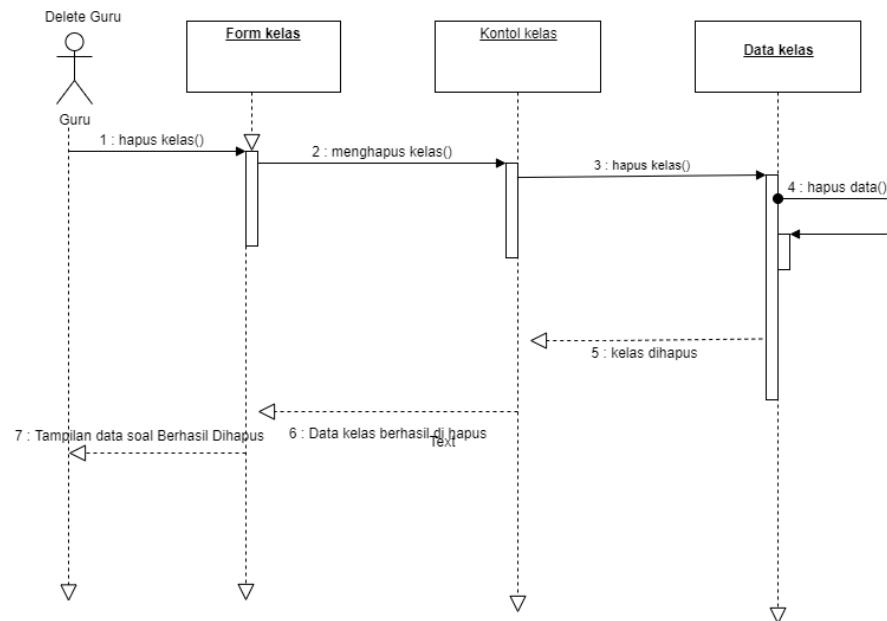 Delete Guru
Guru
Form kelas
Kontol kelas
Data kelas
1 : hapus kelas()
2 : menghapus kelas()
3 : hapus kelas()
4 : hapus data()
5 : kelas dihapus
6 : Data kelas berhasil di hapus
Text
7 : Tampilan data soal Berhasil Dihapus